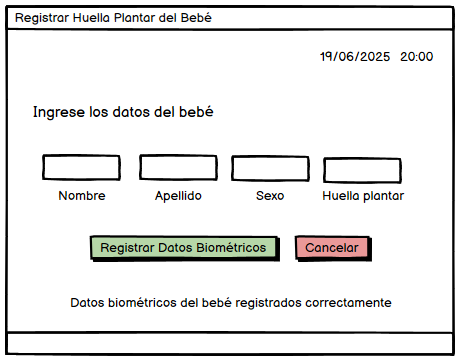 Registrar Huella Plantar del Bebé
19/06/2025 20:00
Ingrese los datos del bebé
Nombre Apellido Sexo Huella plantar
Registrar Datos Biométricos Cancelar
Datos biométricos del bebé registrados correctamente